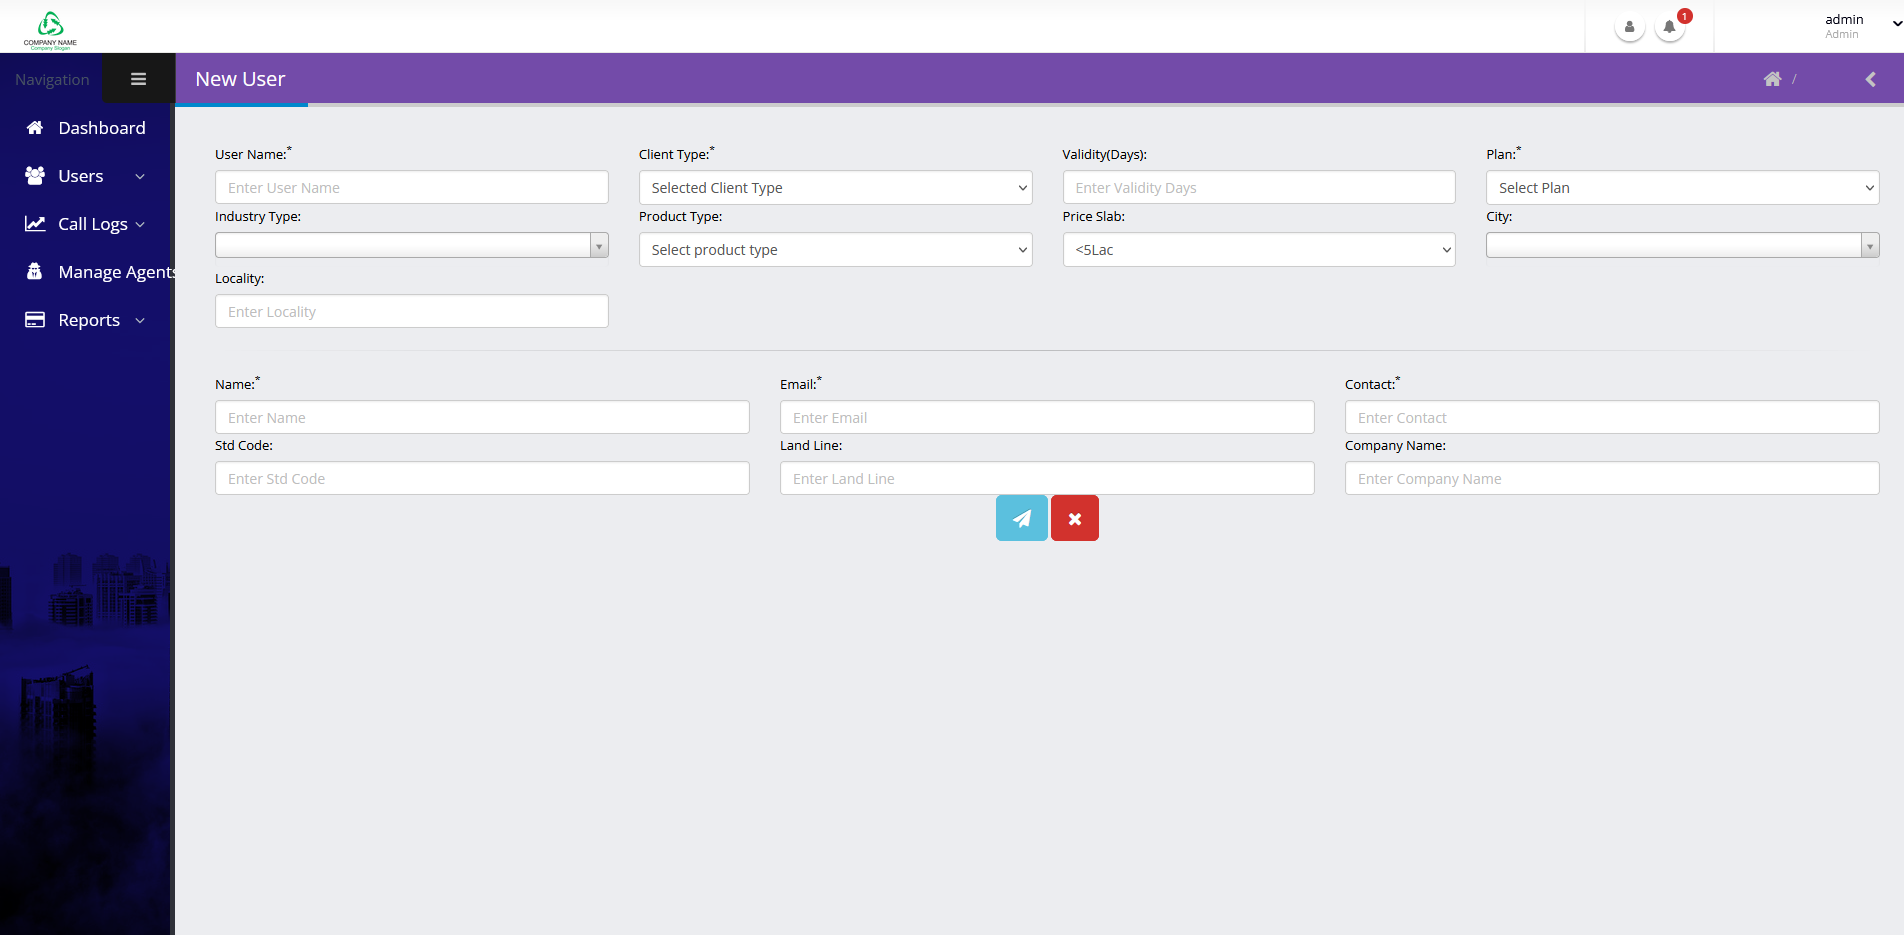 COMPANY NAME
Company Slogan
1
admin
Admin
Navigation
New User
/
Dashboard
Users
Call Logs
Manage Agents
Reports
User Name:* Client Type:* Validity(Days): Plan:*
Enter User Name Selected Client Type Enter Validity Days Select Plan
Industry Type: Product Type: Price Slab: City:
Select product type <5Lac
Locality:
Enter Locality
Name:* Email:* Contact:*
Enter Name Enter Email Enter Contact
Std Code: Land Line: Company Name:
Enter Std Code Enter Land Line Enter Company Name